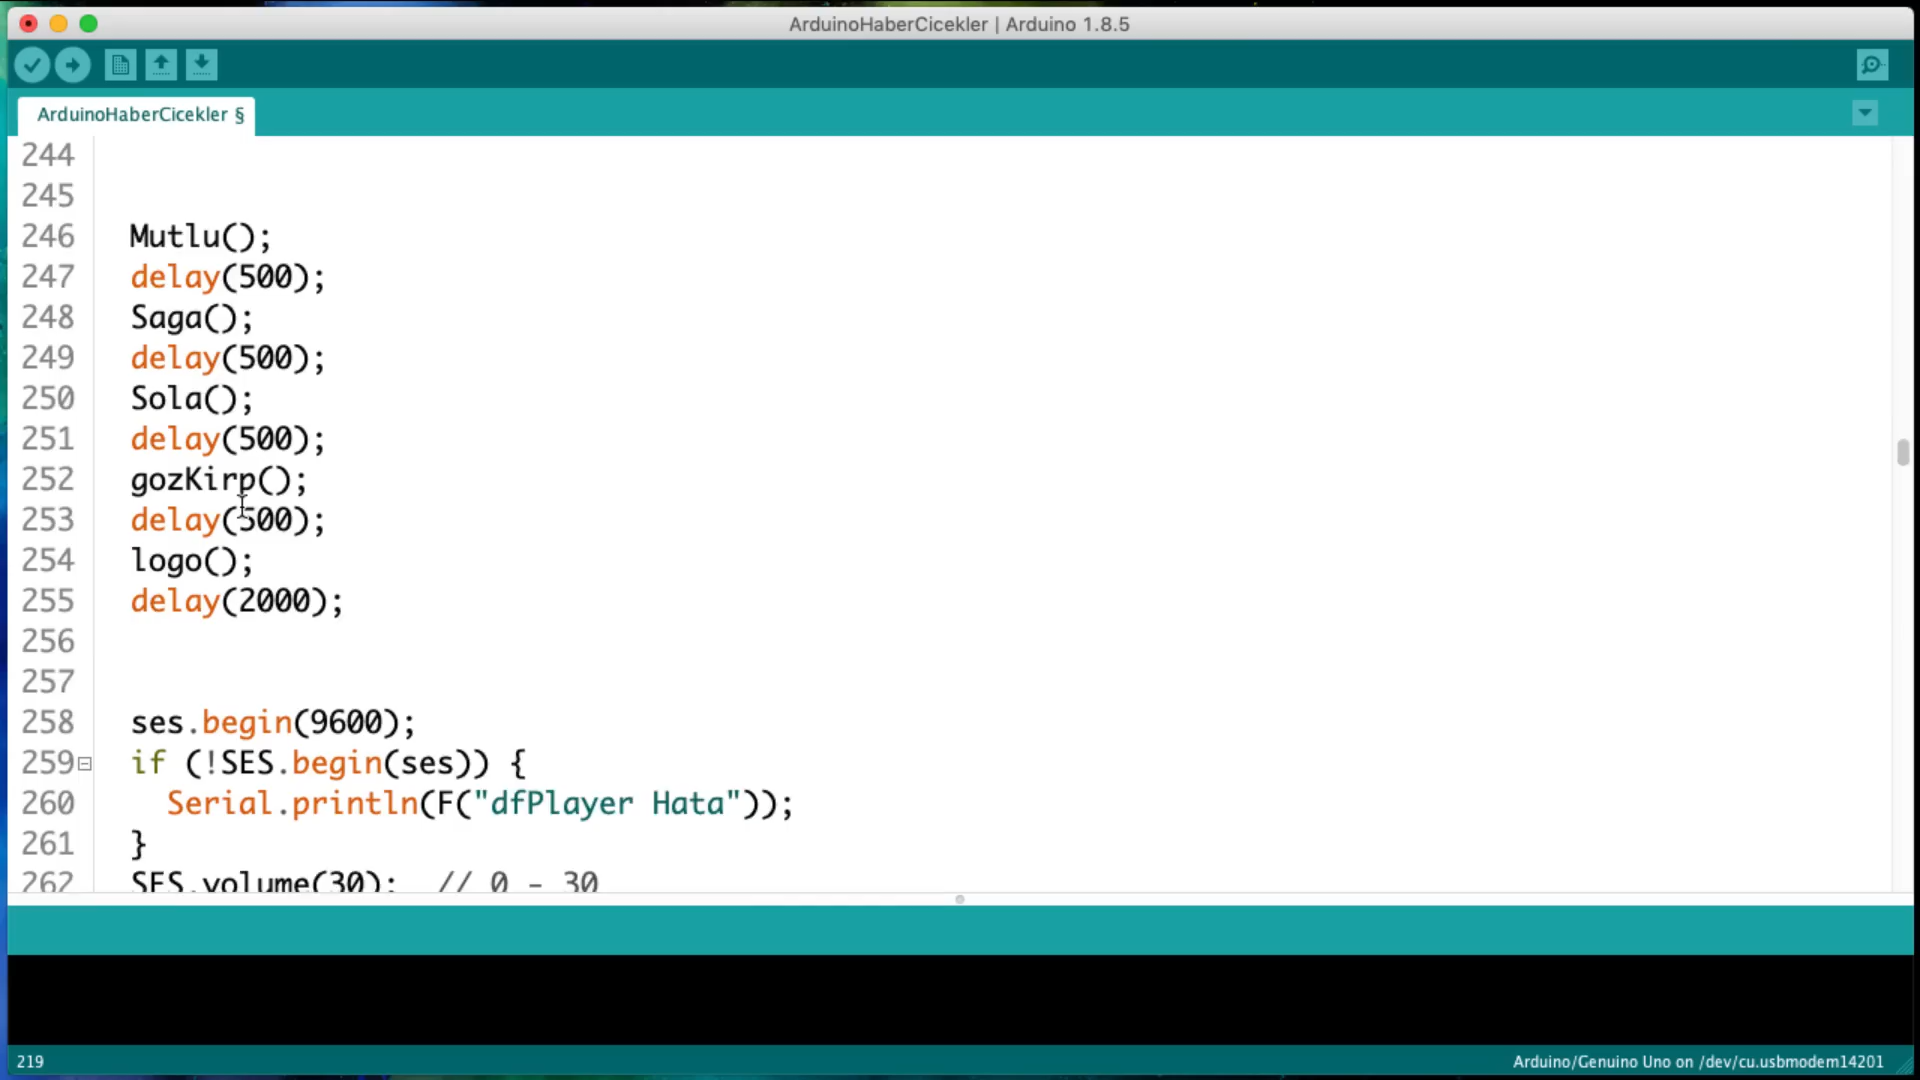 ArduinoHaberCicekler | Arduino 1.8.5
ArduinoHaberCicekler §
244
245
246 Mutlu();
247 delay(500);
248 Saga();
249 delay(500);
250 Sola();
251 delay(500);
252 gozKirp();
253 delay(500);
254 logo();
255 delay(2000);
256
257
258 ses.begin(9600);
259 if (!SES.begin(ses)) {
260 Serial.println(F("dfPlayer Hata"));
261 }
262 SES.volume(30); // 0 - 30
219
Arduino/Genuino Uno on /dev/cu.usbmodem14201